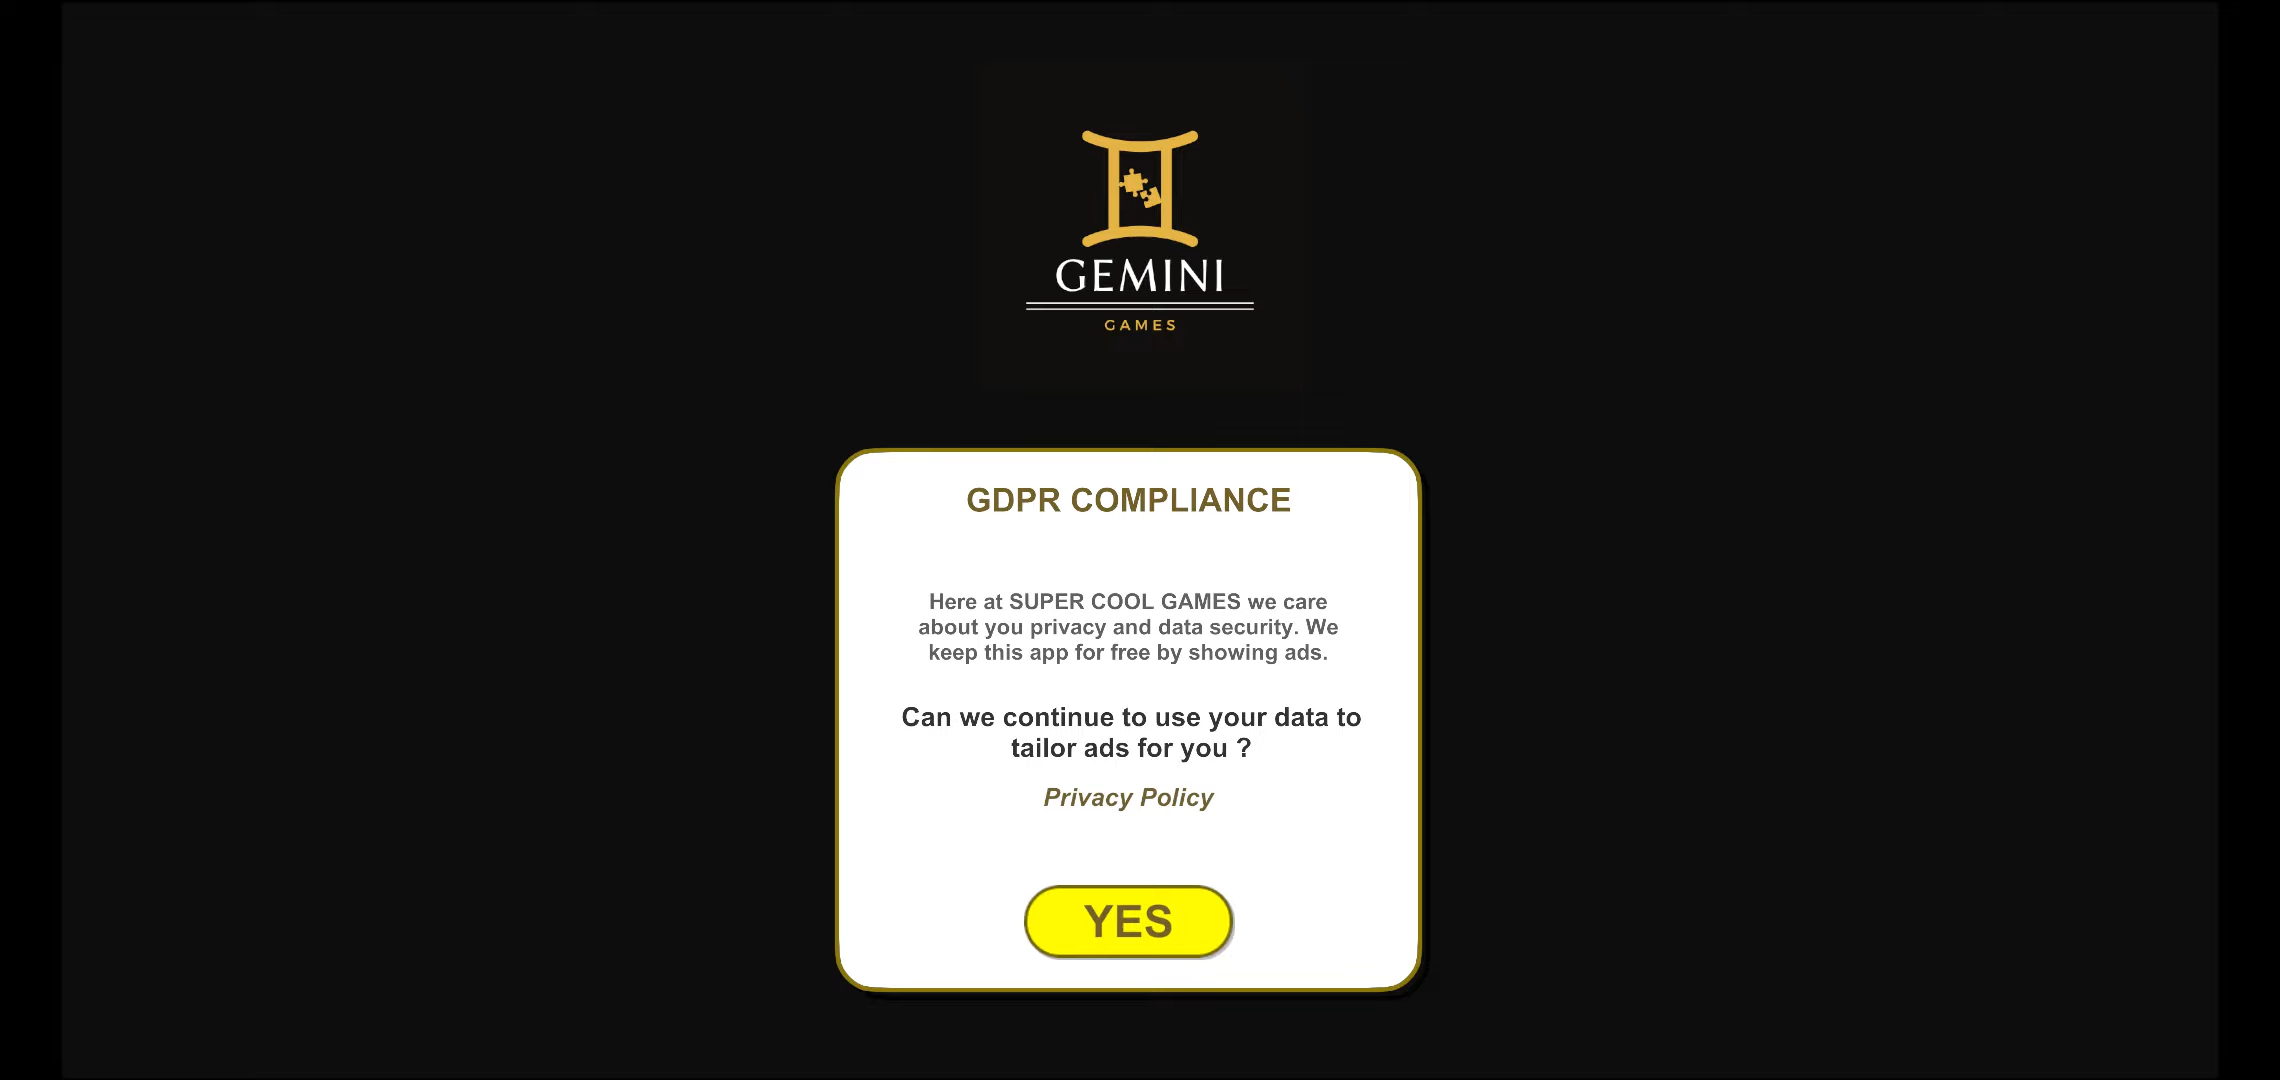 GEMINI
GAMES
GDPR COMPLIANCE
Here at SUPER COOL GAMES we care
about you privacy and data security. We
keep this app for free by showing ads.
Can we continue to use your data to
tailor ads for you ?
Privacy Policy
YES